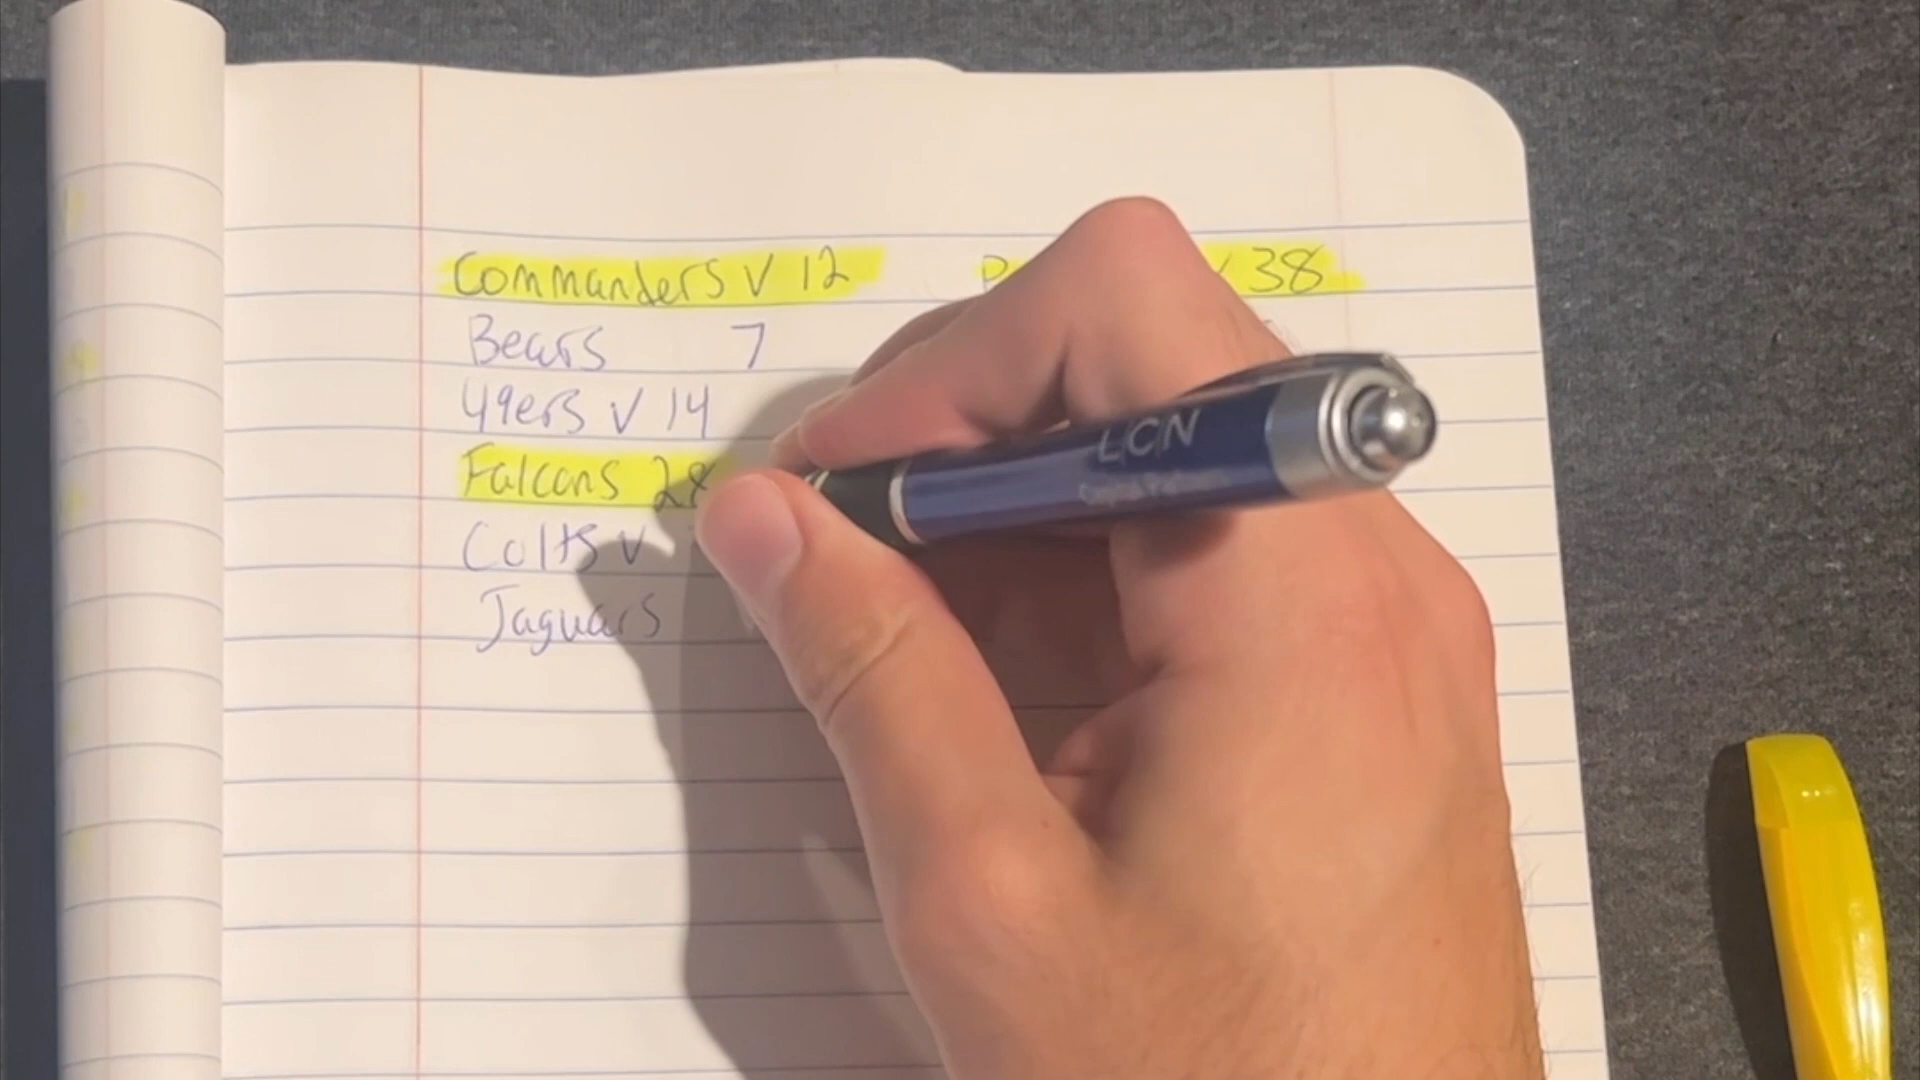 Commanders V 12
38
Bears 7
49ers V 14
Falcons 28
Colts V
Jaguars
LCN